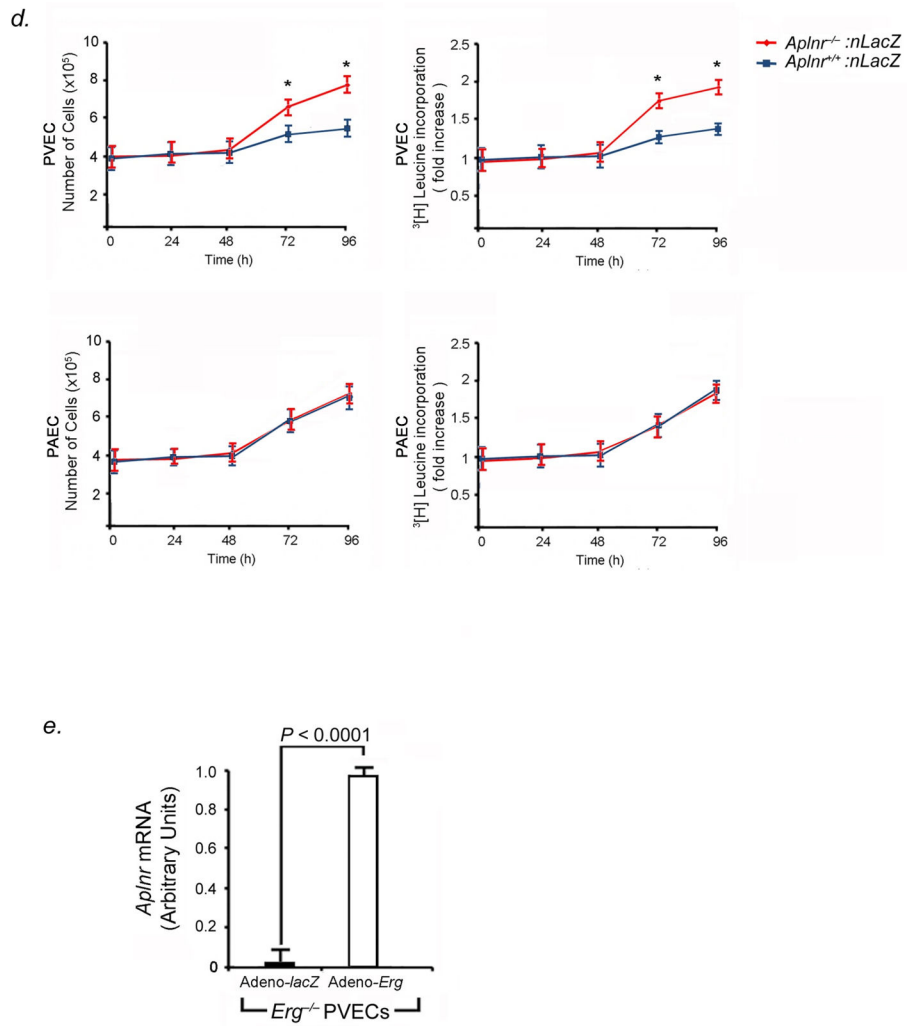 d.
PVEC
Number of Cells (x10⁵)
10
8
6
4
2
0 24 48 72 96
Time (h)
* *
PVEC
³[H] Leucine incorporation
( fold increase )
2.5
2
1.5
1
0.5
0 24 48 72 96
Time (h)
* *
Aplnr⁻/⁻ :nLacZ
Aplnr⁺/⁺ :nLacZ
PAEC
Number of Cells (x10⁵)
10
8
6
4
2
0 24 48 72 96
Time (h)
PAEC
³[H] Leucine incorporation
( fold increase )
2.5
2
1.5
1
0.5
0 24 48 72 96
Time (h)
e.
P < 0.0001
Aplnr mRNA
(Arbitrary Units)
1.0
0.8
0.6
0.4
0.2
0
Adeno-lacZ Adeno-Erg
Erg⁻/⁻ PVECs